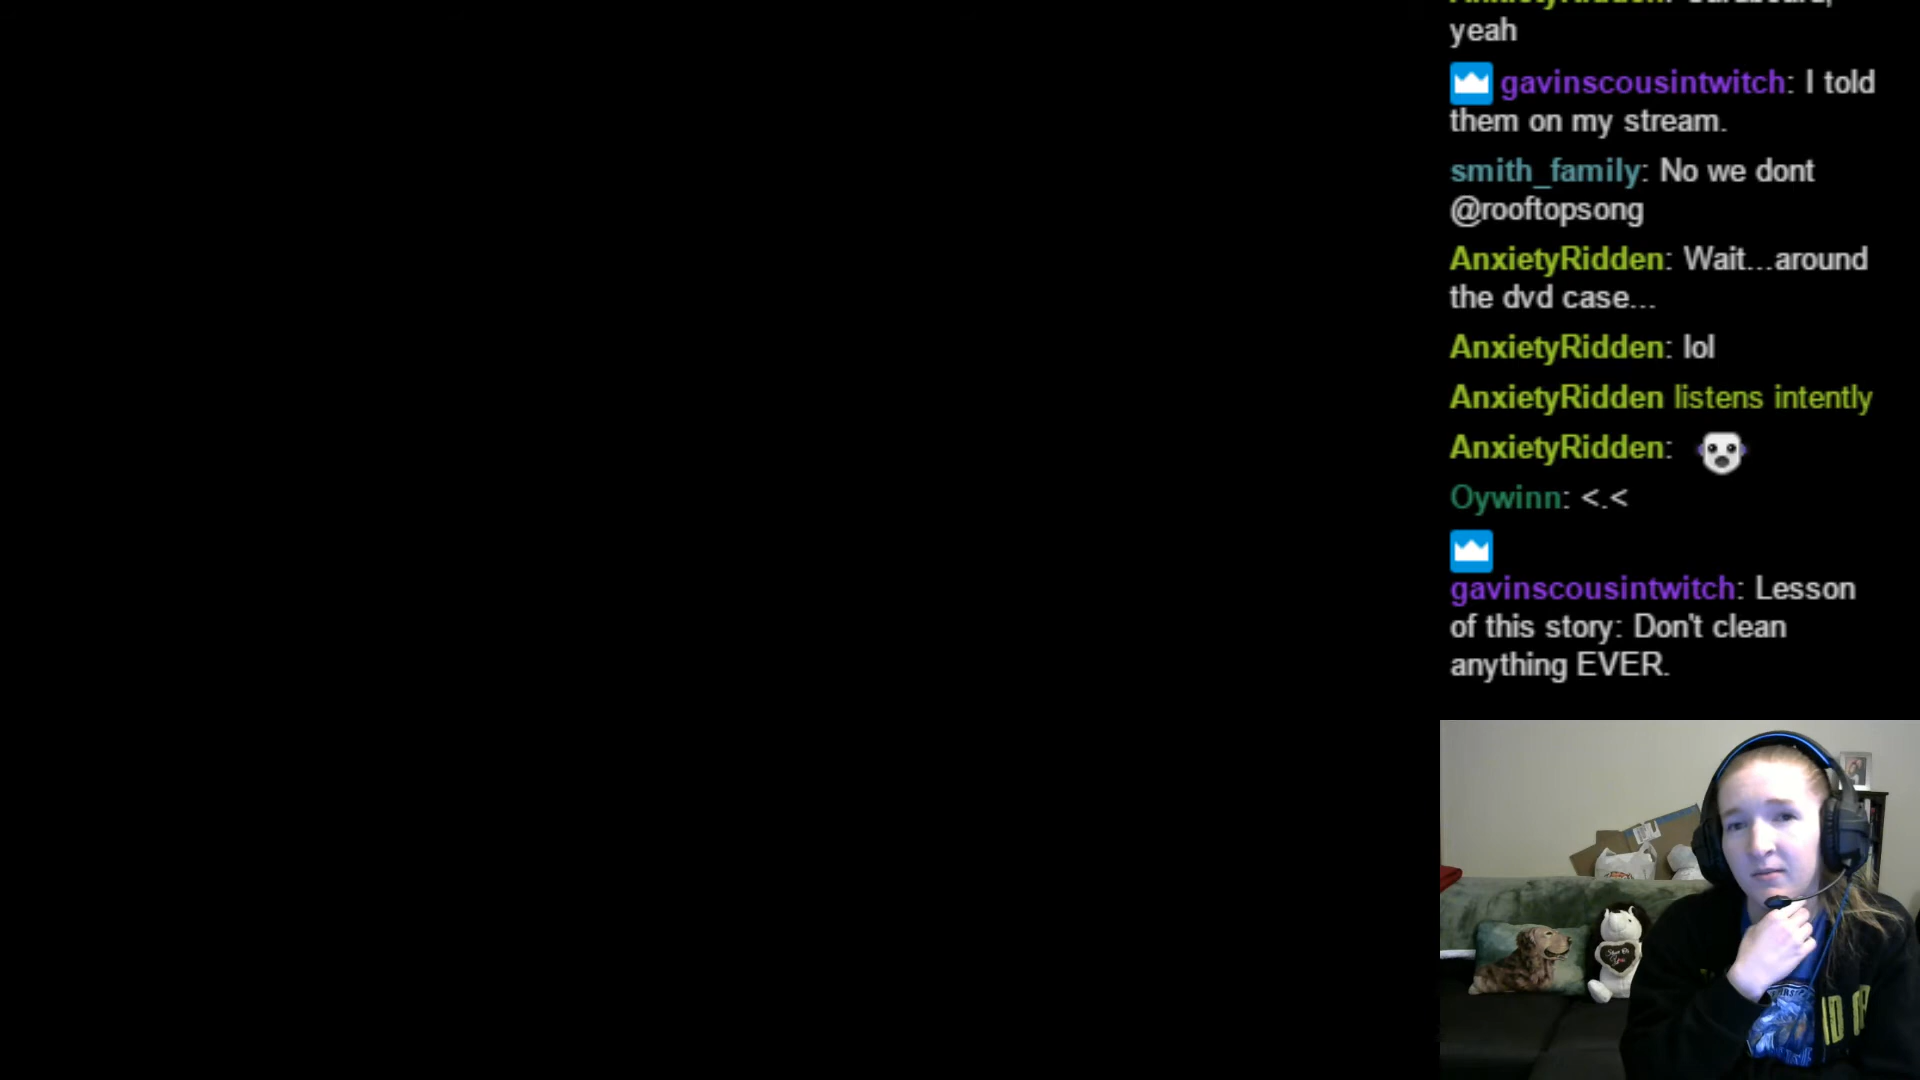 yeah
gavinscousintwitch: I told
them on my stream.
smith_family: No we dont
@rooftopsong
AnxietyRidden: Wait...around
the dvd case...
AnxietyRidden: lol
AnxietyRidden listens intently
AnxietyRidden:
Oywinn: <.<
gavinscousintwitch: Lesson
of this story: Don't clean
anything EVER.